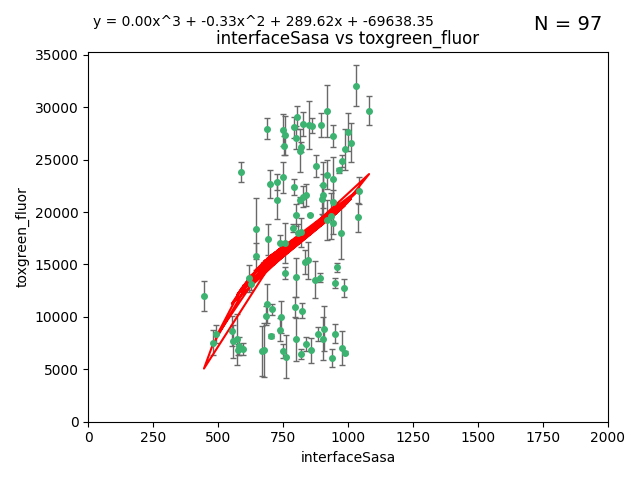 y = 0.00x^3 + -0.33x^2 + 289.62x + -69638.35
N = 97
interfaceSasa vs toxgreen_fluor
35000
30000
25000
20000
15000
10000
5000
0
toxgreen_fluor
0 250 500 750 1000 1250 1500 1750 2000
interfaceSasa